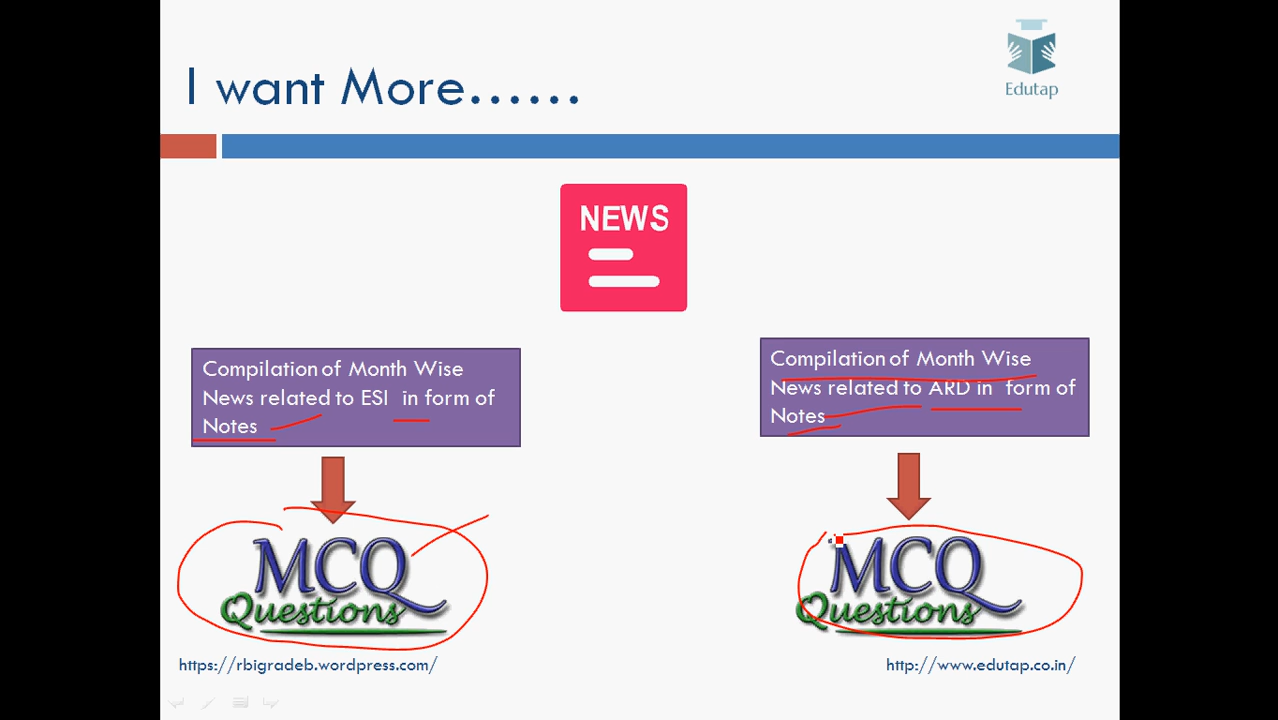 I want More......
Edutap
NEWS
Compilation of Month Wise
News related to ESI in form of
Notes
Compilation of Month Wise
News related to ARD in form of
Notes
MCQ
Questions
MCQ
Questions
https://rbigradeb.wordpress.com/
http://www.edutap.co.in/